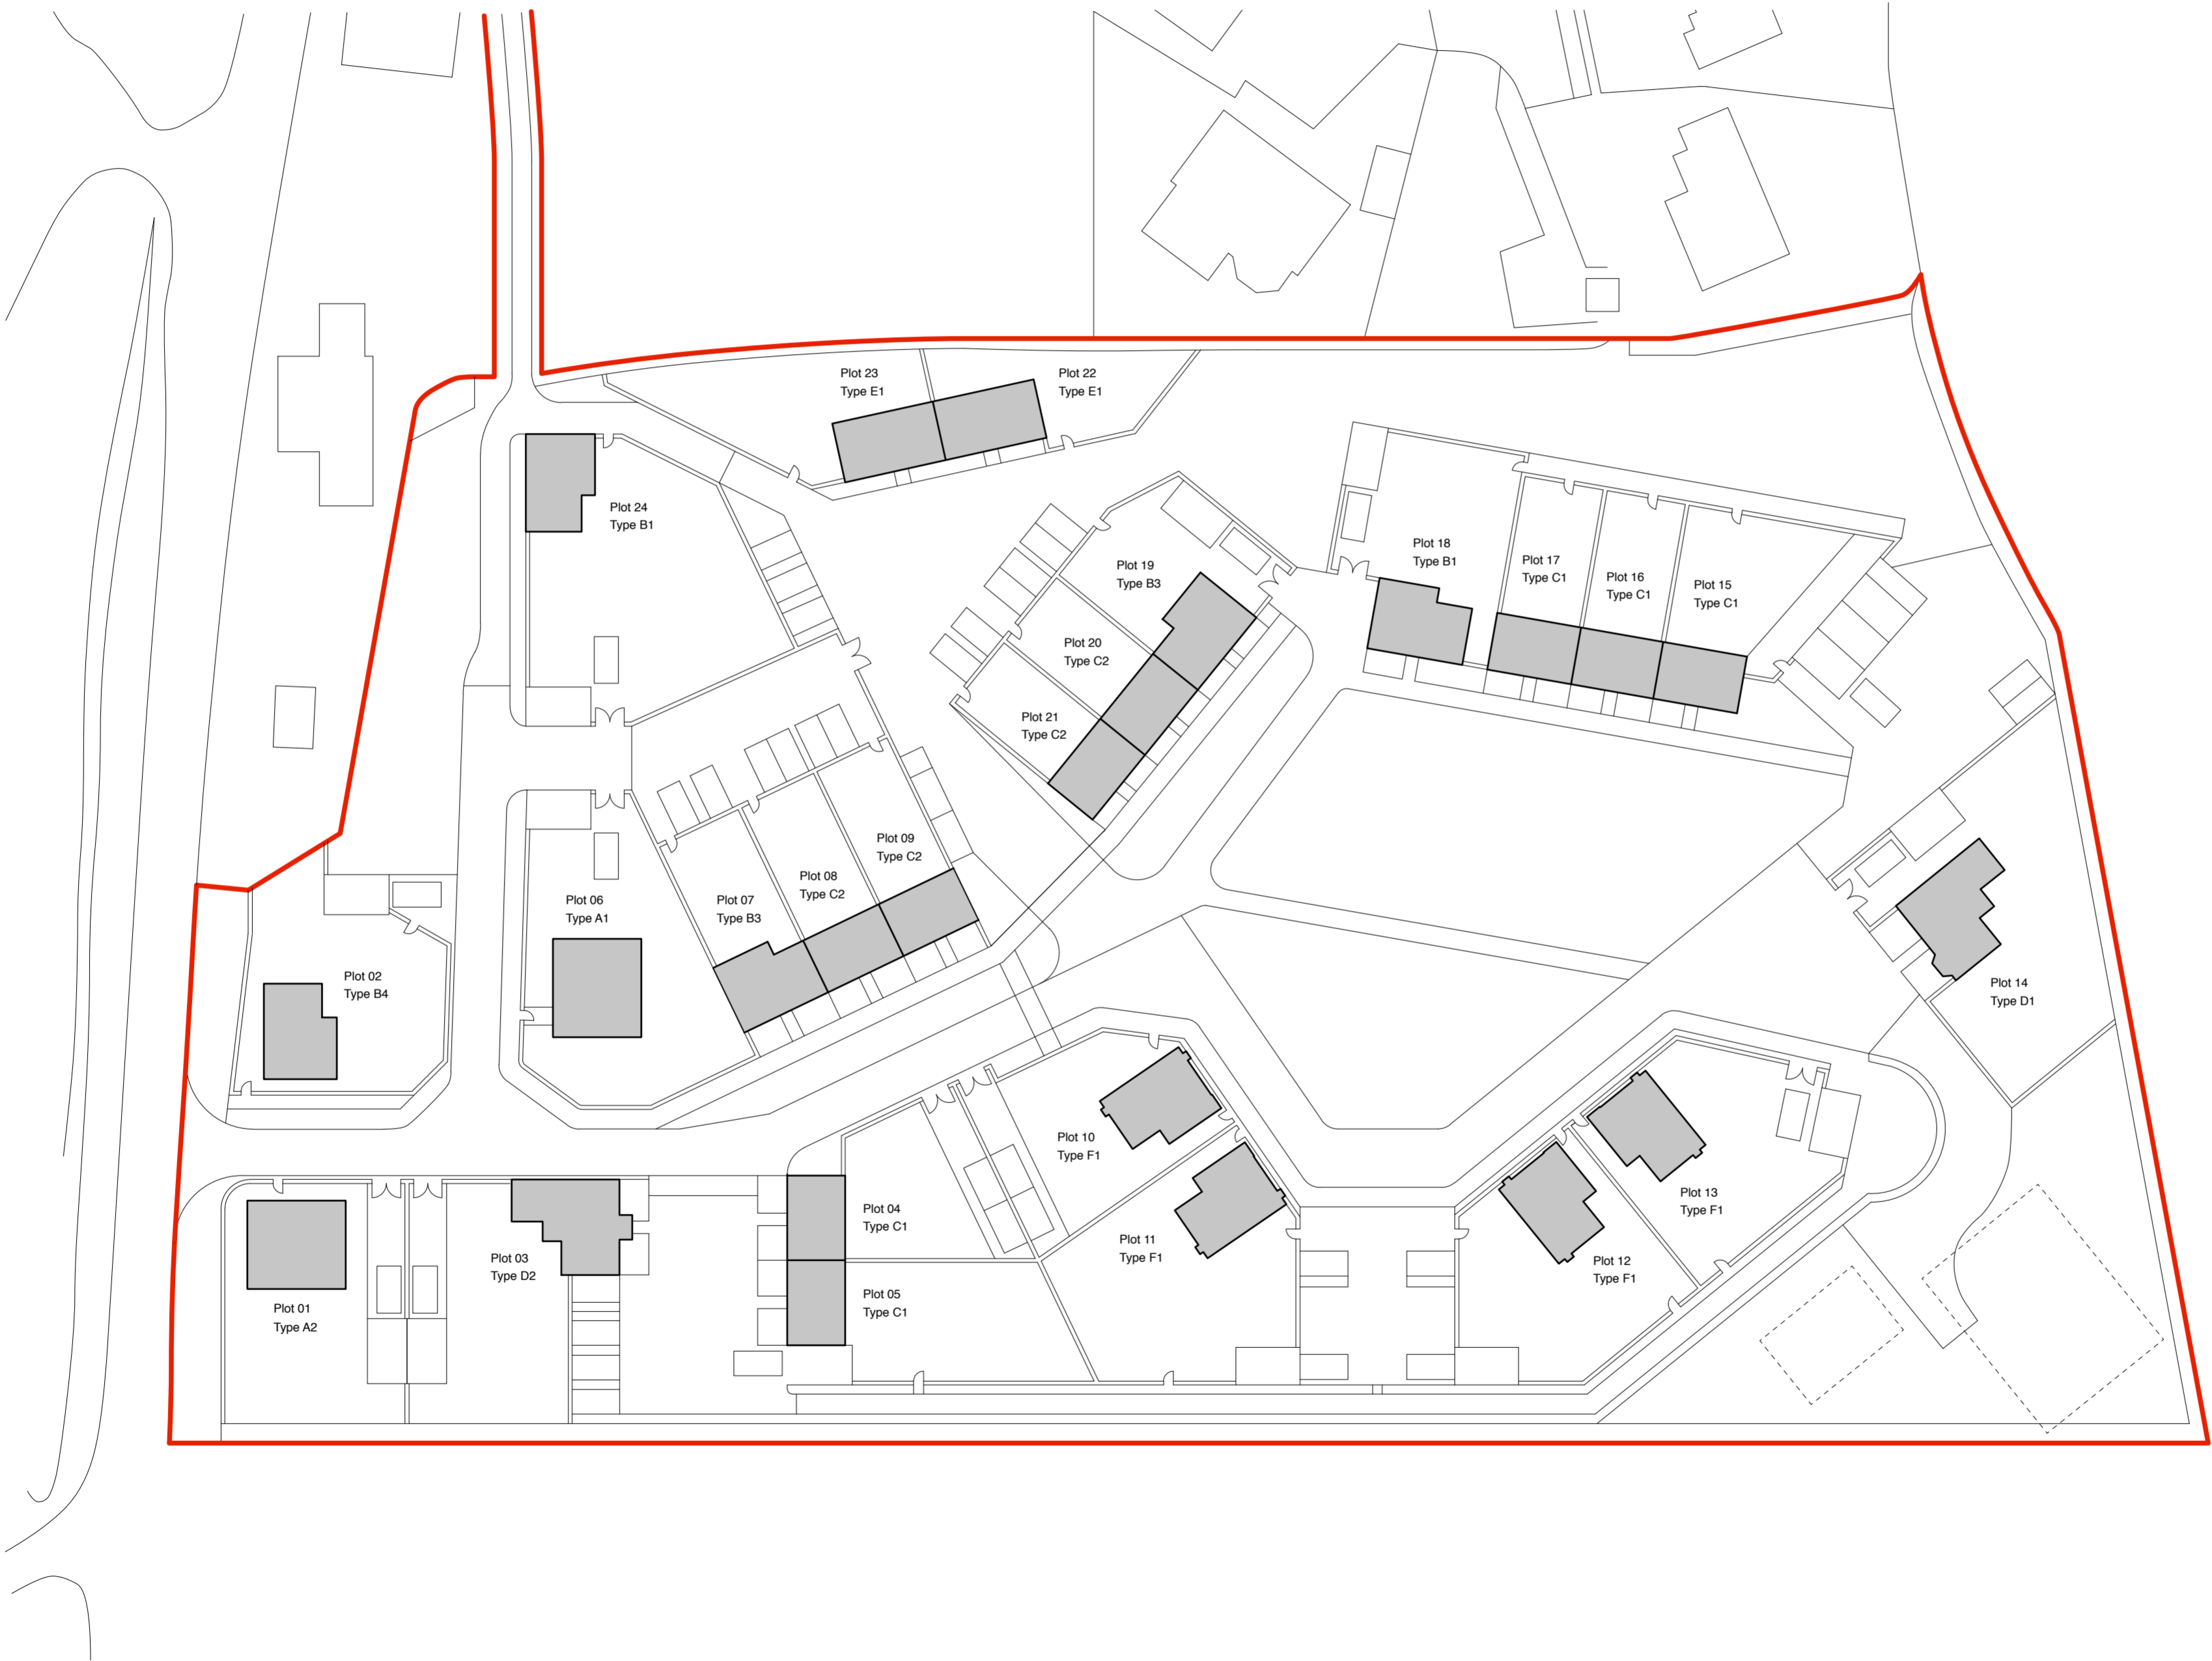 Plot 23
Type E1
Plot 22
Type E1
Plot 24
Type B1
Plot 19
Type B3
Plot 18
Type B1
Plot 17
Type C1
Plot 16
Type C1
Plot 15
Type C1
Plot 20
Type C2
Plot 21
Type C2
Plot 09
Type C2
Plot 08
Type C2
Plot 07
Type B3
Plot 06
Type A1
Plot 02
Type B4
Plot 14
Type D1
Plot 10
Type F1
Plot 13
Type F1
Plot 04
Type C1
Plot 11
Type F1
Plot 12
Type F1
Plot 03
Type D2
Plot 05
Type C1
Plot 01
Type A2